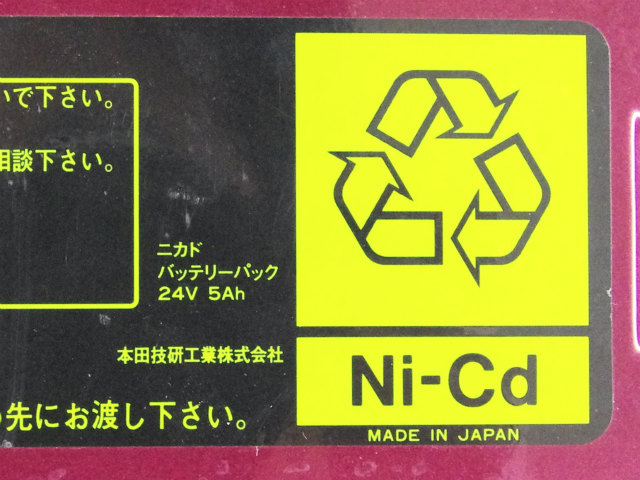 いで下さい。
相談下さい。
ニカド
バッテリーパック
24V 5Ah
本田技研工業株式会社
先にお渡し下さい。
Ni-Cd
MADE IN JAPAN